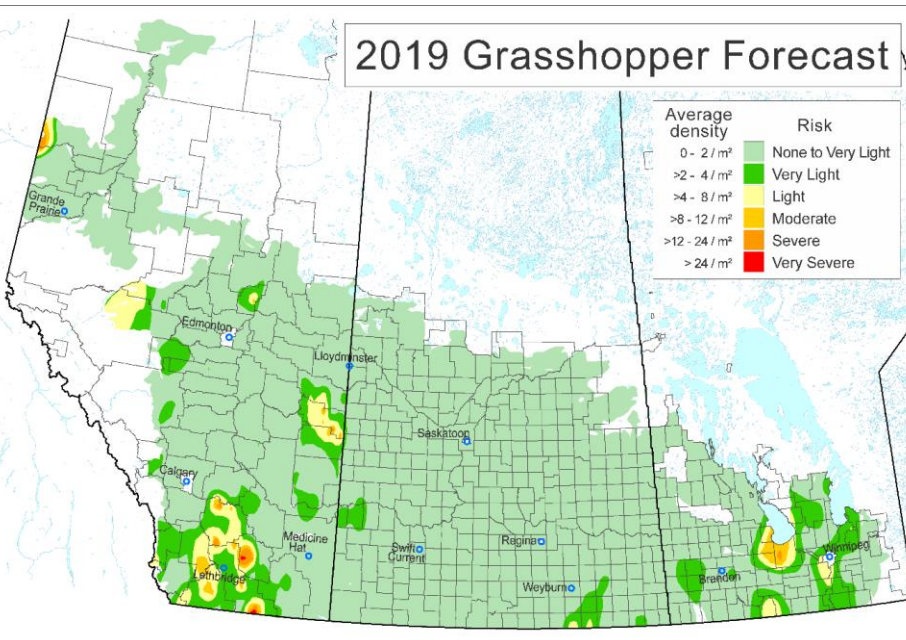 2019 Grasshopper Forecast
Average
density
Risk
0 - 2 / m² None to Very Light
>2 - 4 / m² Very Light
>4 - 8 / m² Light
>8 - 12 / m² Moderate
>12 - 24 / m² Severe
> 24 / m² Very Severe
Grande
Prairie
Edmonton
Lloydminster
Saskatoon
Calgary
Medicine
Hat
Lethbridge
Swift
Current
Regina
Weyburn
Brandon
Winnipeg